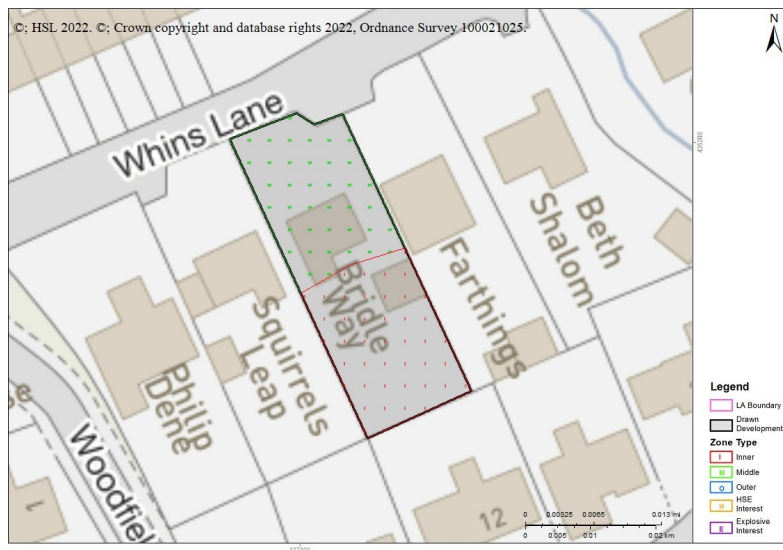 ©; HSL 2022. ©; Crown copyright and database rights 2022, Ordnance Survey 100021025.
N
Whins Lane
435200
Beth
Shalom
Farthings
Bridle
Way
Squirrels
Leap
Philip
Dene
Woodfiel
1
12
Legend
LA Boundary
Drawn
Development
Zone Type
I Inner
M Middle
O Outer
H HSE
Interest
E Explosive
Interest
0 0.00325 0.0065 0.013 mi
0 0.005 0.01 0.02 km